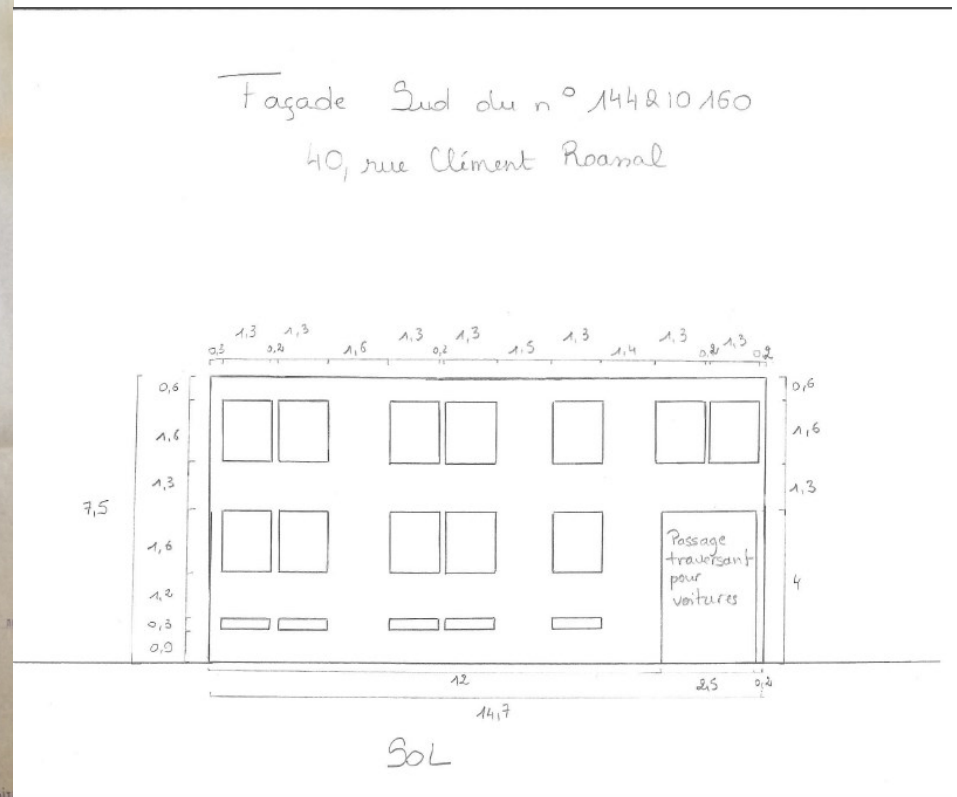 Façade Sud du n° 144210160
40, rue Clément Roassal
1,3 1,3 1,3 1,3 1,3 1,3 1,3
0,3 0,2 1,6 0,2 1,5 1,4 0,2 0,2
0,6 0,6
1,6 1,6
1,3 1,3
7,5
1,6
1,2
0,3
0,9
4
Passage
traversant
pour
voitures
12 2,5 0,2
14,7
SOL